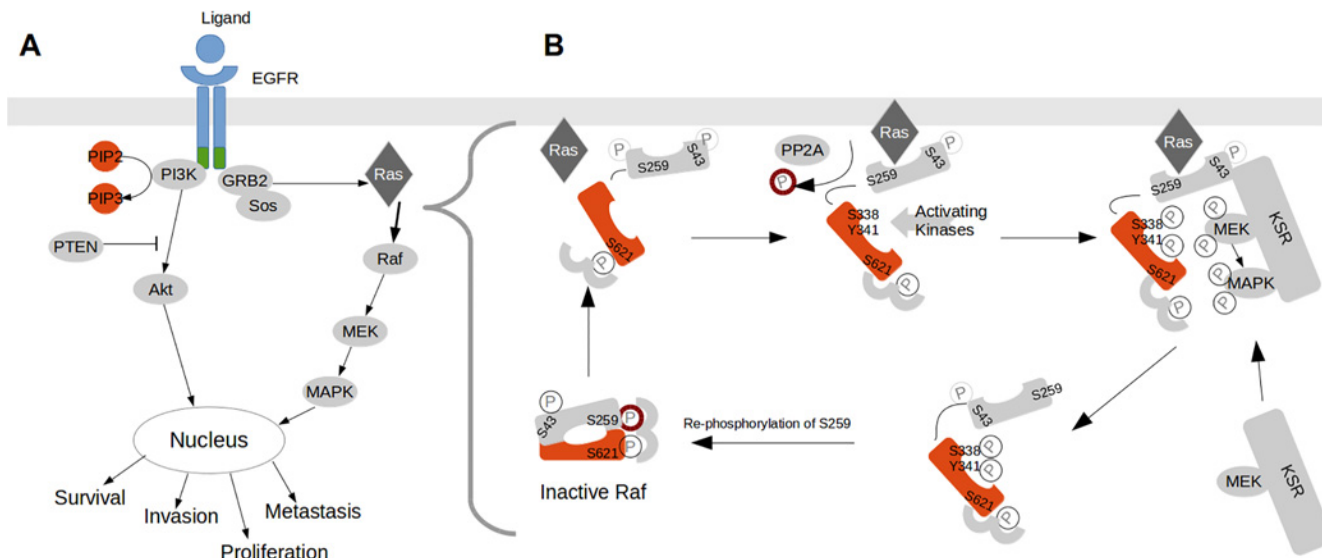 A
Ligand
EGFR
PIP2
PIP3
PI3K
GRB2
Sos
Ras
PTEN
Raf
Akt
MEK
MAPK
Nucleus
Survival
Invasion
Metastasis
Proliferation
B
Ras
P
S259
S43
S621
P
PP2A
P
Ras
P
S259
S43
S338
Y341
Activating
Kinases
S621
P
Ras
P
S259
S43
KSR
S338
Y341
P
P
P
P
MEK
S621
P
P
MAPK
P
P
S43
S259
P
S621
P
Inactive Raf
Re-phosphorylation of S259
P
S43
S259
S338
Y341
P
P
S621
P
MEK
KSR